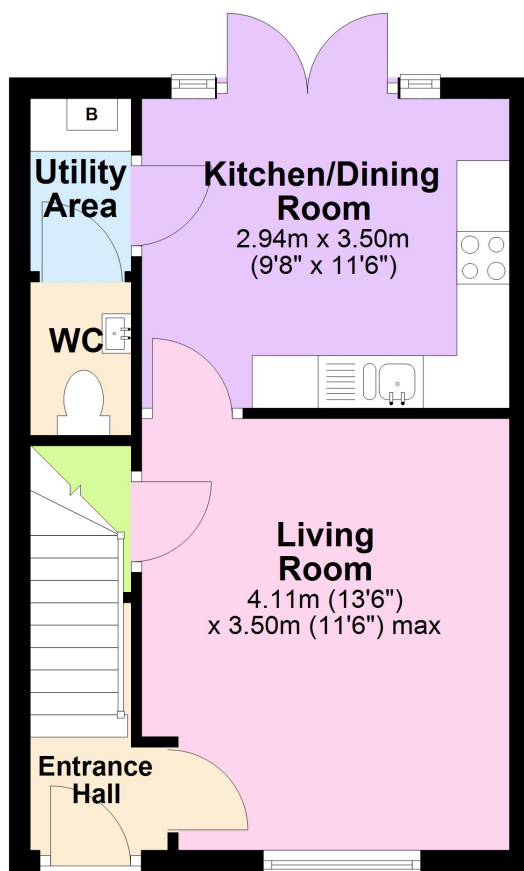 B
Utility
Area
Kitchen/Dining
Room
2.94m x 3.50m
(9'8" x 11'6")
WC
Living
Room
4.11m (13'6")
x 3.50m (11'6") max
Entrance
Hall